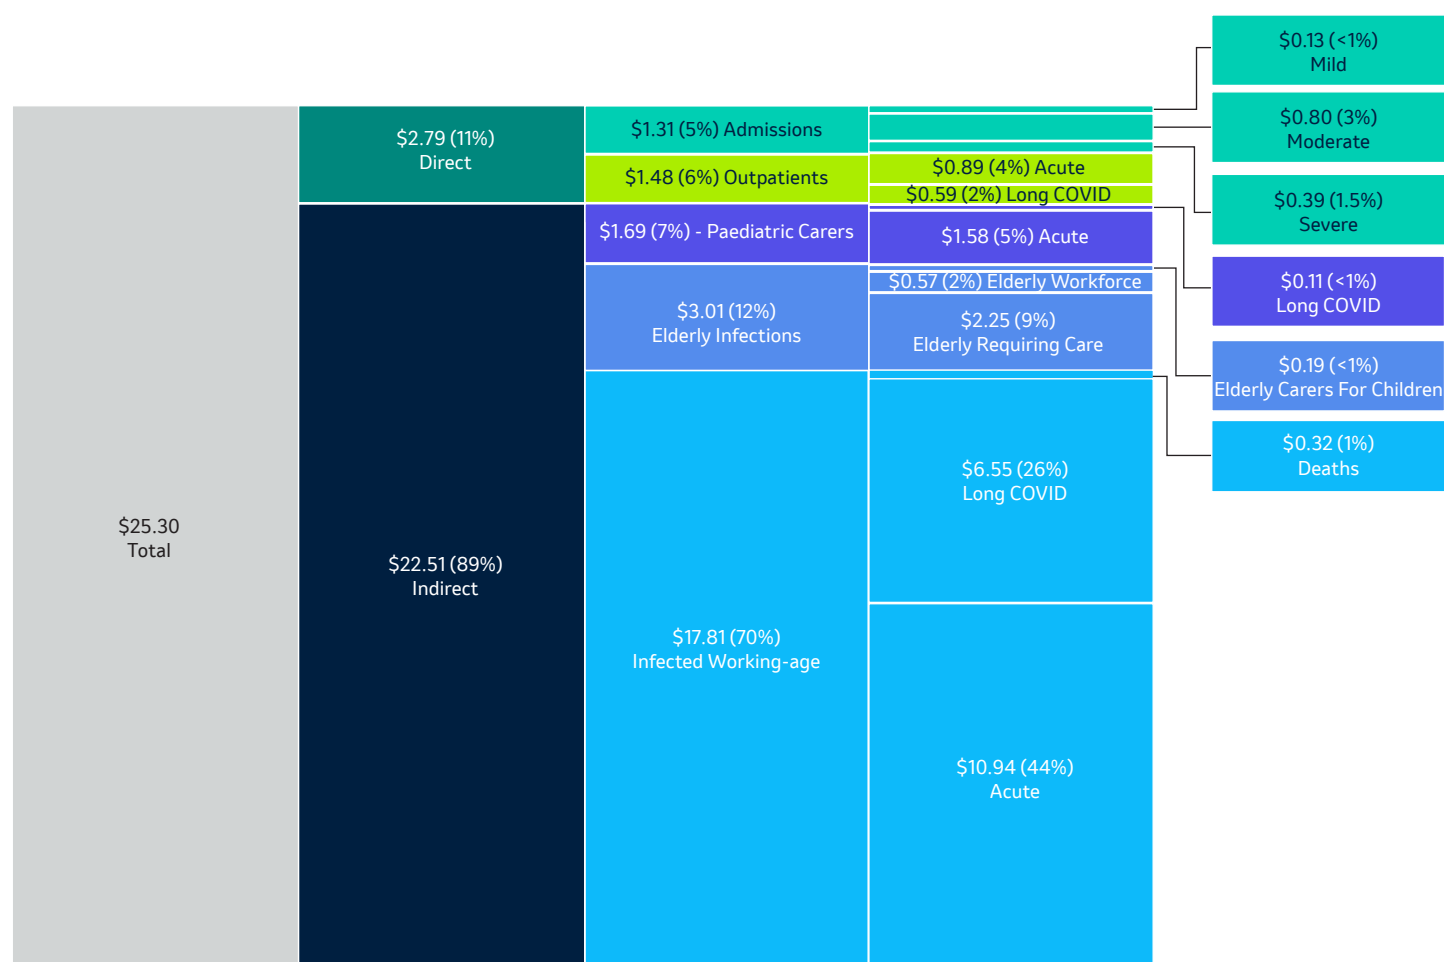 $25.30
Total
$2.79 (11%)
Direct
$22.51 (89%)
Indirect
$1.31 (5%) Admissions
$1.48 (6%) Outpatients
$1.69 (7%) - Paediatric Carers
$3.01 (12%)
Elderly Infections
$17.81 (70%)
Infected Working-age
$0.89 (4%) Acute
$0.59 (2%) Long COVID
$1.58 (5%) Acute
$0.57 (2%) Elderly Workforce
$2.25 (9%)
Elderly Requiring Care
$6.55 (26%)
Long COVID
$10.94 (44%)
Acute
$0.13 (<1%)
Mild
$0.80 (3%)
Moderate
$0.39 (1.5%)
Severe
$0.11 (<1%)
Long COVID
$0.19 (<1%)
Elderly Carers For Children
$0.32 (1%)
Deaths